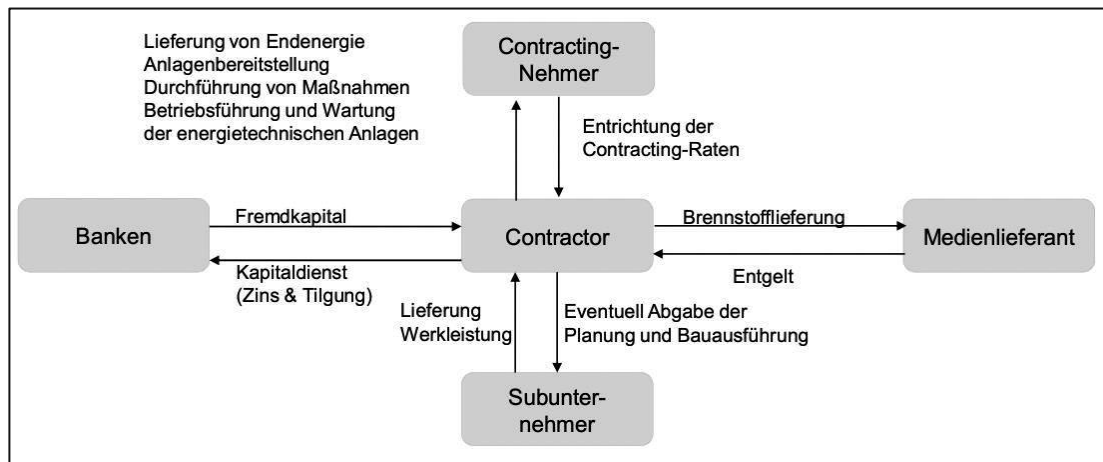 Lieferung von Endenergie
Anlagenbereitstellung
Durchführung von Maßnahmen
Betriebsführung und Wartung
der energietechnischen Anlagen
Contracting-
Nehmer
Entrichtung der
Contracting-Raten
Banken
Fremdkapital
Kapitaldienst
(Zins & Tilgung)
Contractor
Brennstofflieferung
Entgelt
Medienlieferant
Lieferung
Werkleistung
Eventuell Abgabe der
Planung und Bauausführung
Subunter-
nehmer